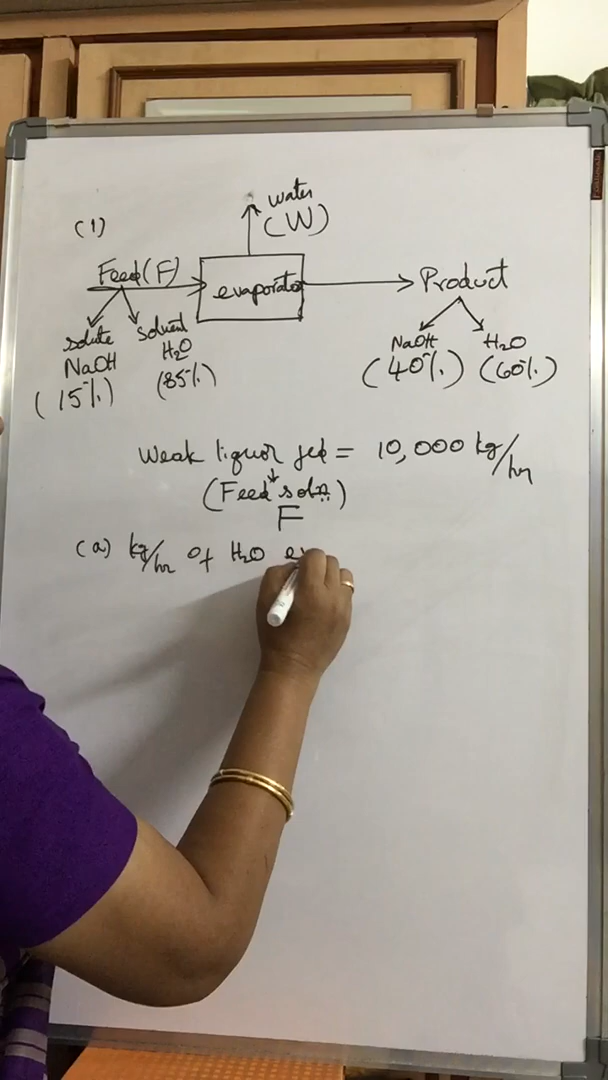 (1)
water
(W)
Feed(F)
evaporator
Product
solute
NaOH
(15%)
solvent
H₂O
(85%)
NaOH
(40%)
H₂O
(60%)
Weak liquor fed = 10,000 kg/hr
(Feed soln)
F
(a) kg/hr of H₂O